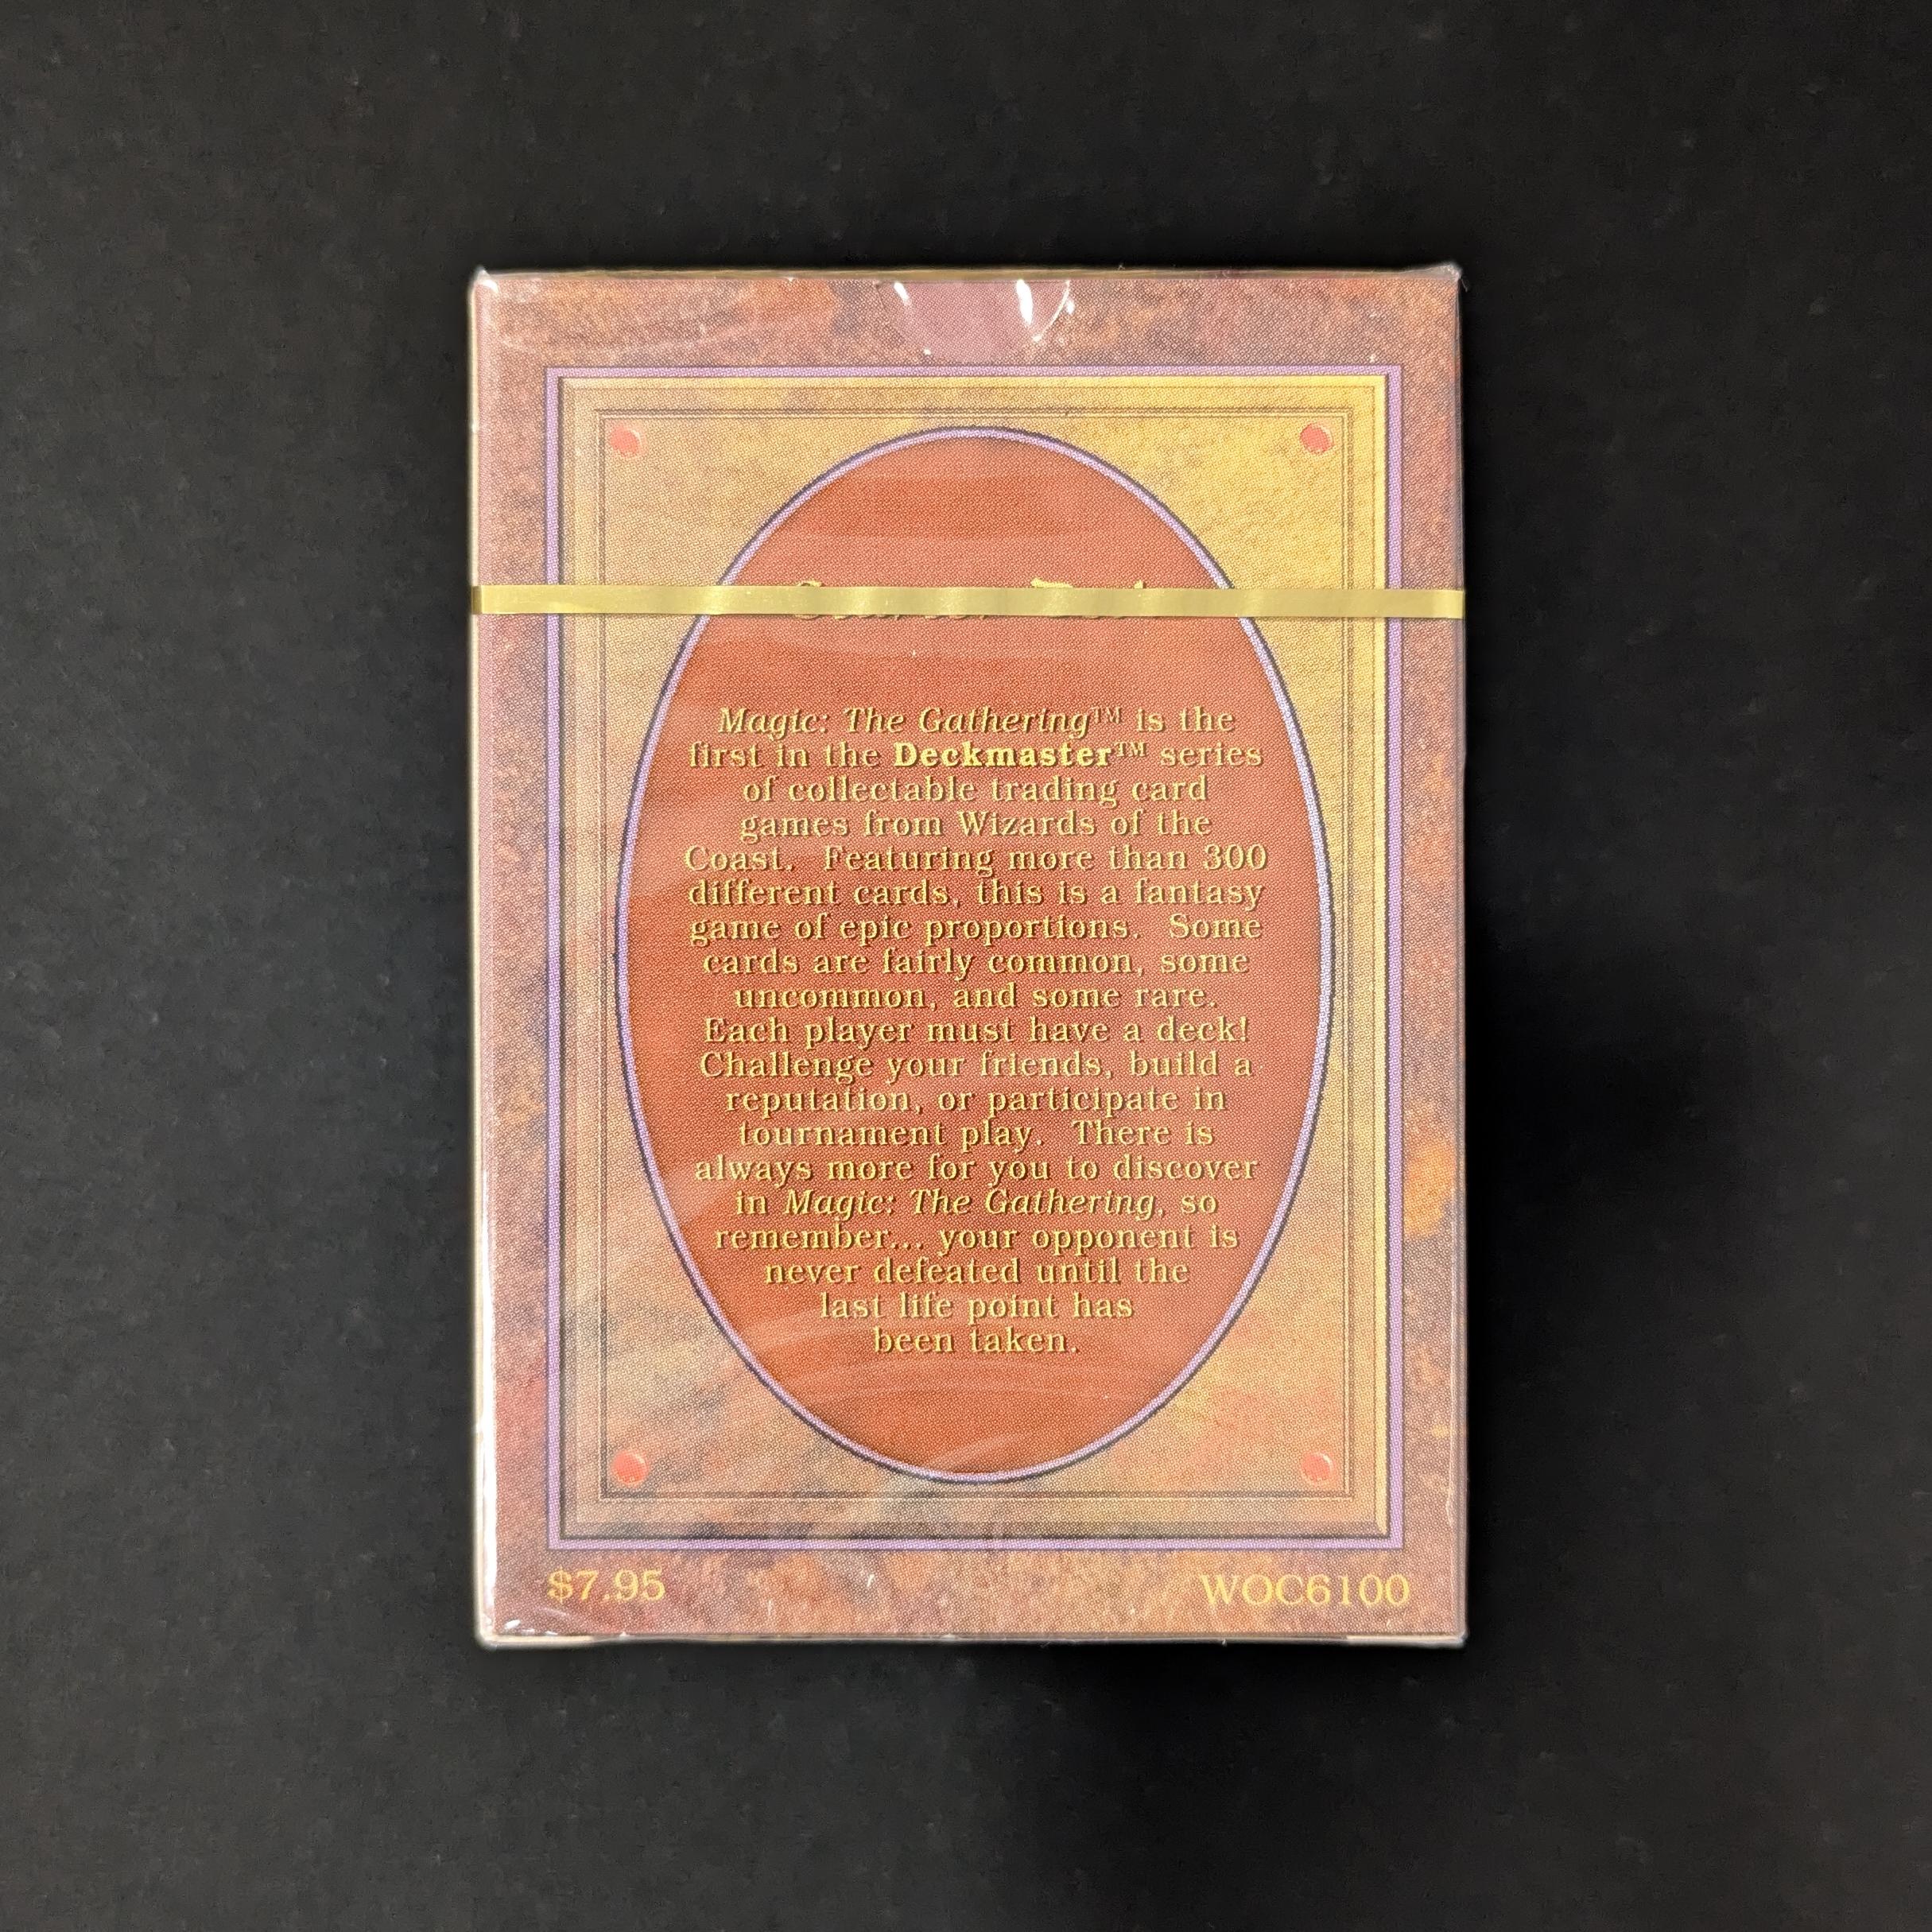 Magic: The Gathering™ is the
first in the Deckmaster™ series
of collectable trading card
games from Wizards of the
Coast. Featuring more than 300
different cards, this is a fantasy
game of epic proportions. Some
cards are fairly common, some
uncommon, and some rare.
Each player must have a deck!
Challenge your friends, build a
reputation, or participate in
tournament play. There is
always more for you to discover
in Magic: The Gathering, so
remember... your opponent is
never defeated until the
last life point has
been taken.
$7.95
WOC6100